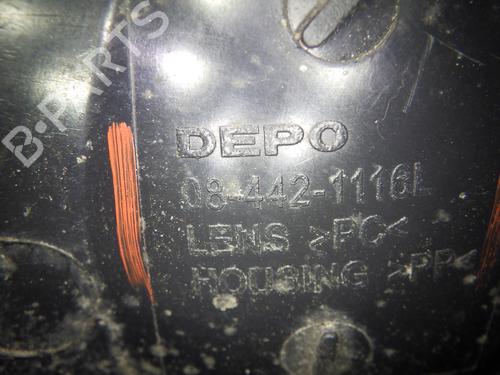 B-PARTS
DEPO
08-442-1116L
LENS >PC<
HOUSING >PP<